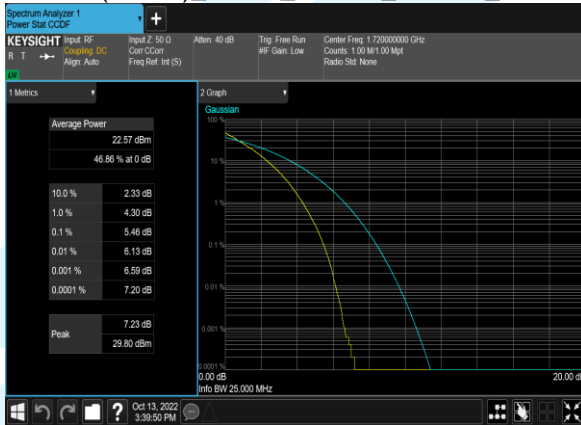 Spectrum Analyzer 1
Power Stat CCDF
+
KEYSIGHT
R T
Input: RF
Coupling: DC
Align: Auto
Input Z: 50 Ω
Corr CCorr
Freq Ref: Int (S)
Atten: 40 dB
Trig: Free Run
#IF Gain: Low
Center Freq: 1.720000000 GHz
Counts: 1.00 M/1.00 Mpt
Radio Std: None
1 Metrics
Average Power
22.57 dBm
46.86 % at 0 dB
10.0 % 2.33 dB
1.0 % 4.30 dB
0.1 % 5.46 dB
0.01 % 6.13 dB
0.001 % 6.59 dB
0.0001 % 7.20 dB
Peak
7.23 dB
29.80 dBm
2 Graph
Gaussian
100 %
10 %
1 %
0.1 %
0.01 %
0.001 %
0.0001 %
0.00 dB
20.00 d
Info BW 25.000 MHz
?
Oct 13, 2022
3:39:50 PM